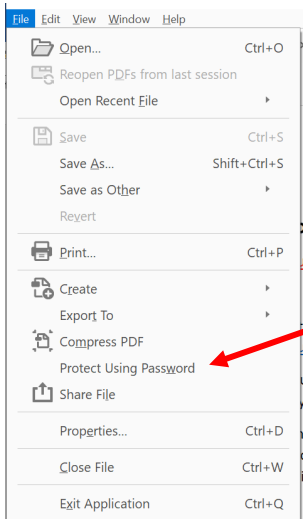 File Edit View Window Help
Open... Ctrl+O
Reopen PDFs from last session
Open Recent File
Save Ctrl+S
Save As... Shift+Ctrl+S
Save as Other
Revert
Print... Ctrl+P
Create
Export To
Compress PDF
Protect Using Password
Share File
Properties... Ctrl+D
Close File Ctrl+W
Exit Application Ctrl+Q